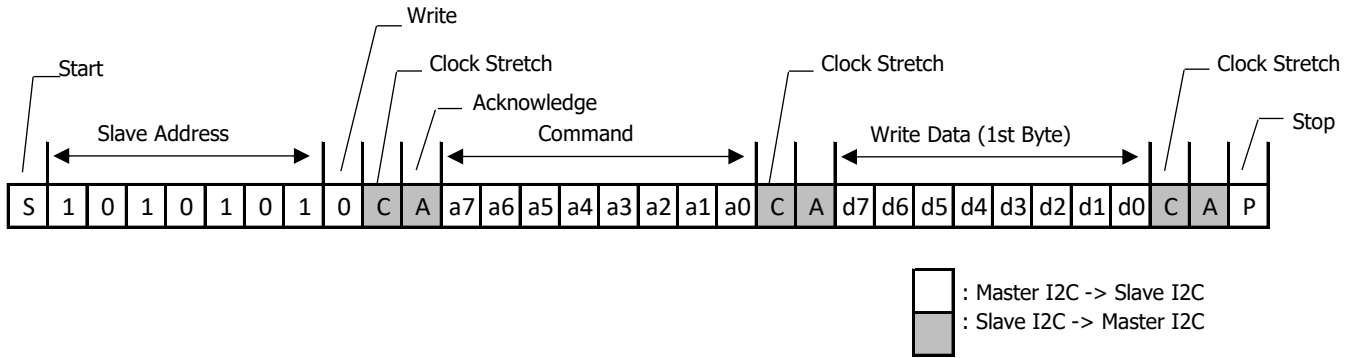 Write
Start
Clock Stretch
Clock Stretch
Clock Stretch
Acknowledge
Stop
Slave Address
Command
Write Data (1st Byte)
S 1 0 1 0 1 0 1 0 C A a7 a6 a5 a4 a3 a2 a1 a0 C A d7 d6 d5 d4 d3 d2 d1 d0 C A P
: Master I2C -> Slave I2C
: Slave I2C -> Master I2C